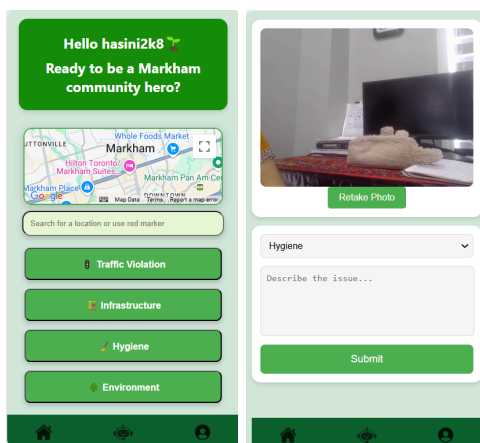 Hello hasini2k8
Ready to be a Markham
community hero?
UTTONVILLE
Whole Foods Market
Markham
Hilton Toronto/
Markham Suites...
Markham Pan Am Cen
Markham Place
DOWNTOWN
Google
Map Data
Terms
Report a map error
Search for a location or use red marker
Traffic Violation
Infrastructure
Hygiene
Environment
Retake Photo
Hygiene
Describe the issue...
Submit